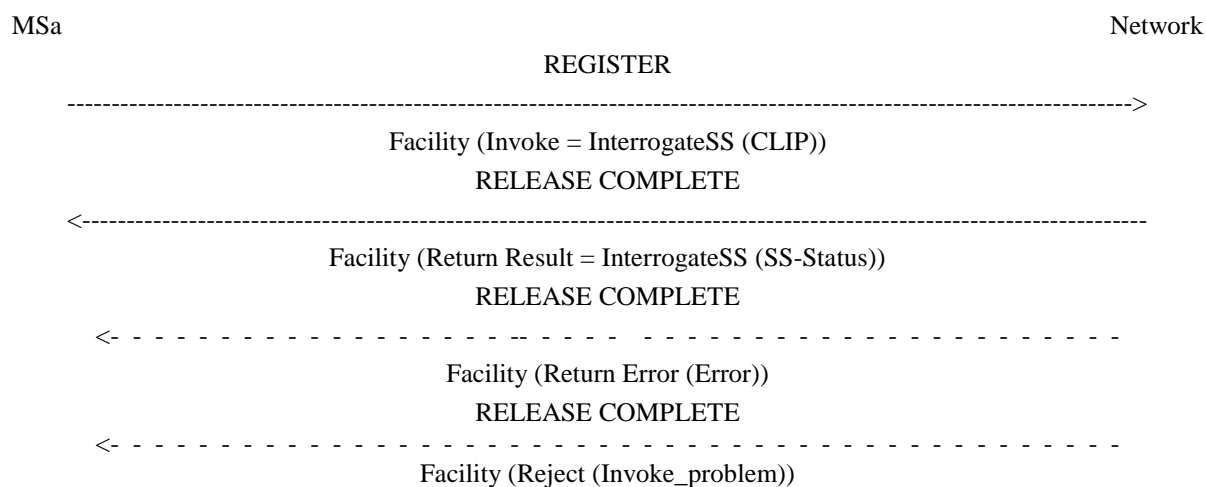 MSa Network
REGISTER
------------------------------------------------------------------------------------------------------------------------>
Facility (Invoke = InterrogateSS (CLIP))
RELEASE COMPLETE
<------------------------------------------------------------------------------------------------------------------------
Facility (Return Result = InterrogateSS (SS-Status))
RELEASE COMPLETE
<- - - - - - - - - - - - - - - - - - -- - - - - - - - - - - - - - - - - - - - - - - - - - -
Facility (Return Error (Error))
RELEASE COMPLETE
<- - - - - - - - - - - - - - - - - - - - - - - - - - - - - - - - - - - - - - - - - - - - - -
Facility (Reject (Invoke_problem))